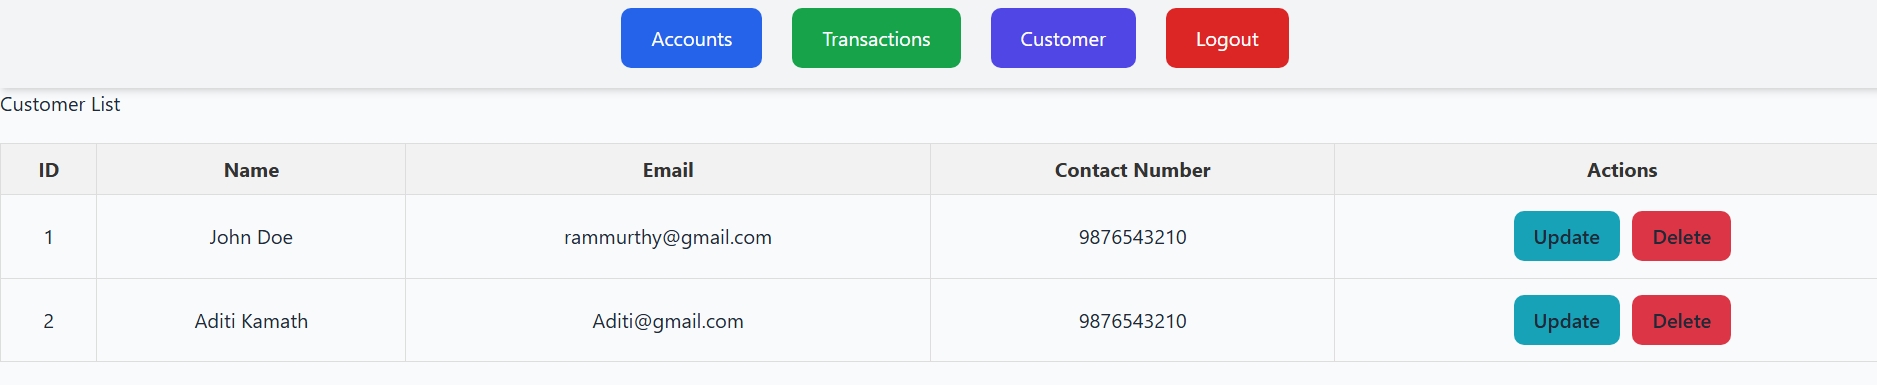 Accounts Transactions Customer Logout
Customer List
ID Name Email Contact Number Actions
1 John Doe rammurthy@gmail.com 9876543210 Update Delete
2 Aditi Kamath Aditi@gmail.com 9876543210 Update Delete